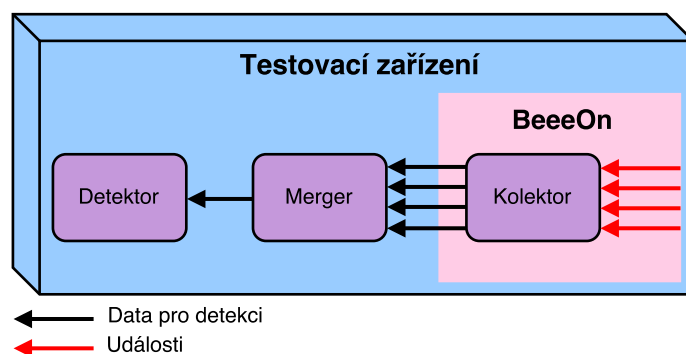 Testovací zařízení
BeeeOn
Detektor
Merger
Kolektor
Data pro detekci
Události